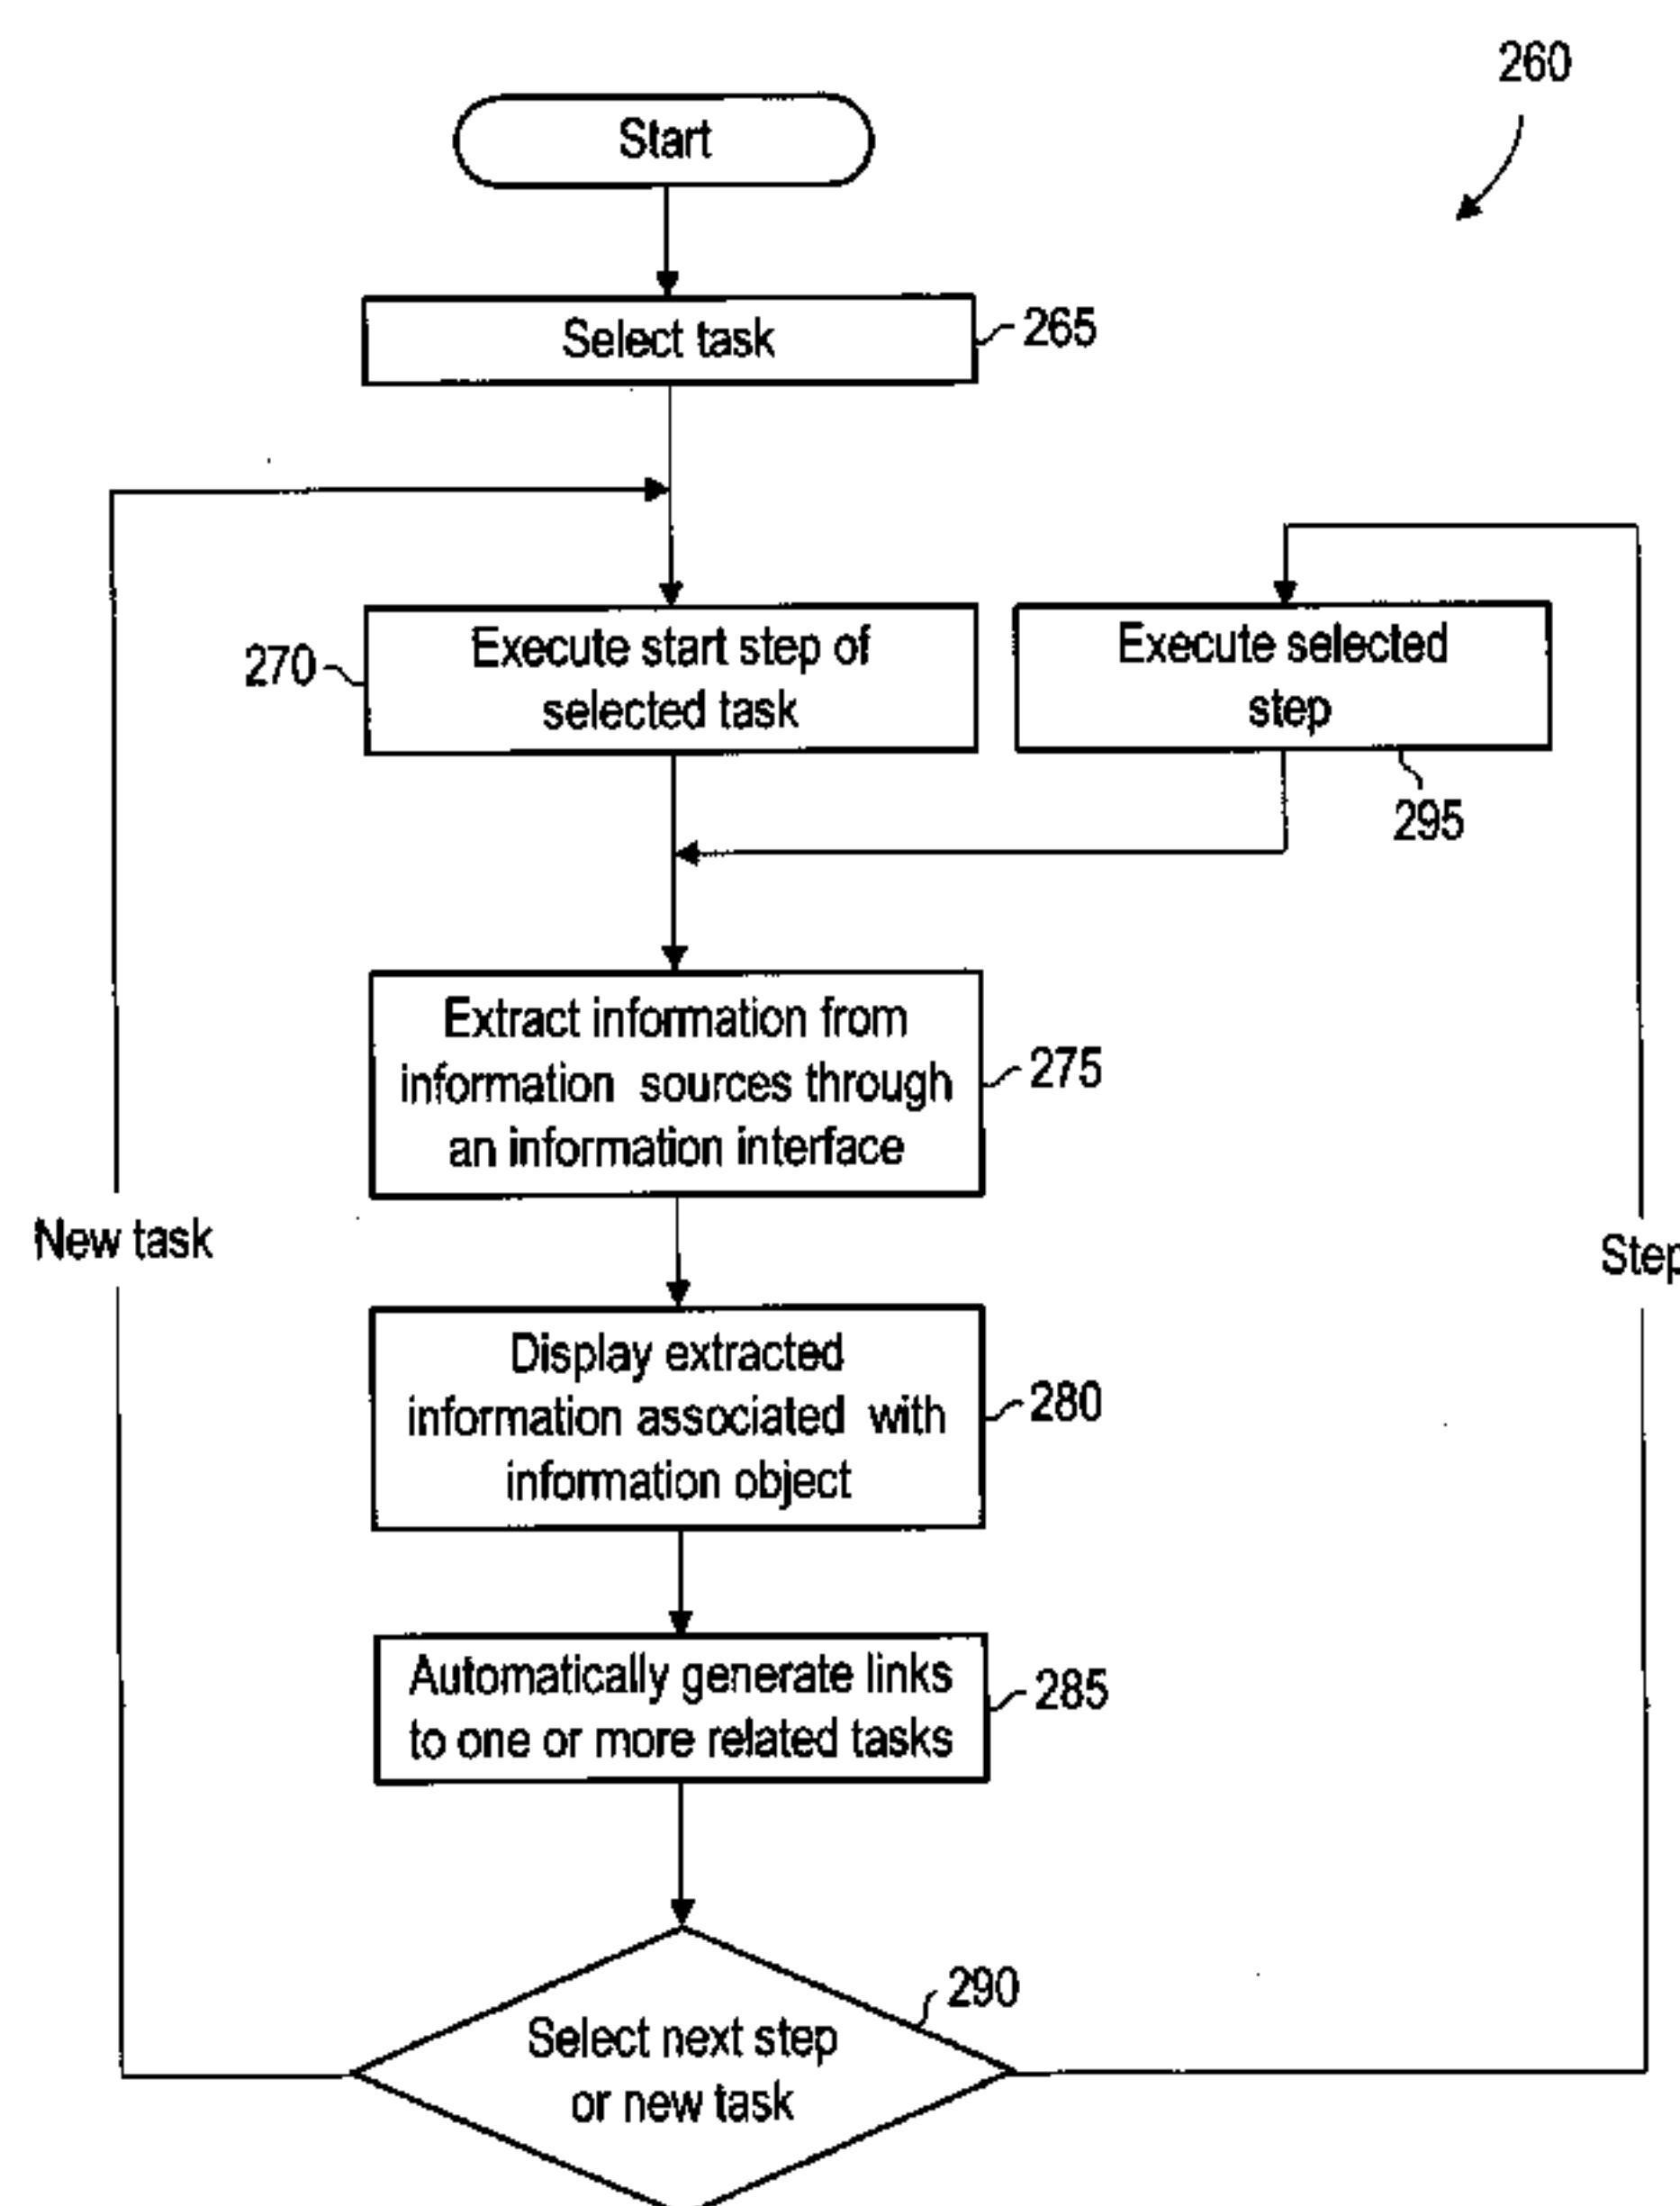 260
Start
Select task
265
270
Execute start step of
selected task
Execute selected
step
295
Extract information from
information sources through
an information interface
275
New task
Step
Display extracted
information associated with
information object
280
Automatically generate links
to one or more related tasks
285
290
Select next step
or new task